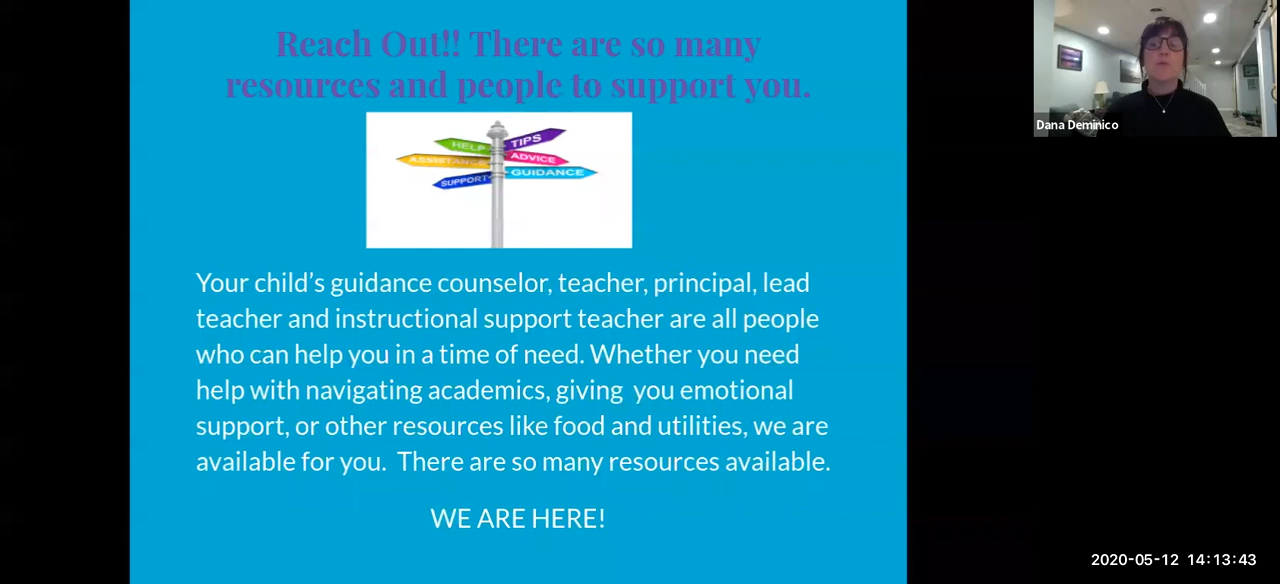 Reach Out!! There are so many
resources and people to support you.
HELP
TIPS
ASSISTANCE
ADVICE
SUPPORT
GUIDANCE
Your child’s guidance counselor, teacher, principal, lead
teacher and instructional support teacher are all people
who can help you in a time of need. Whether you need
help with navigating academics, giving  you emotional
support, or other resources like food and utilities, we are
available for you.  There are so many resources available.
WE ARE HERE!
Dana Deminico
2020-05-12 14:13:43